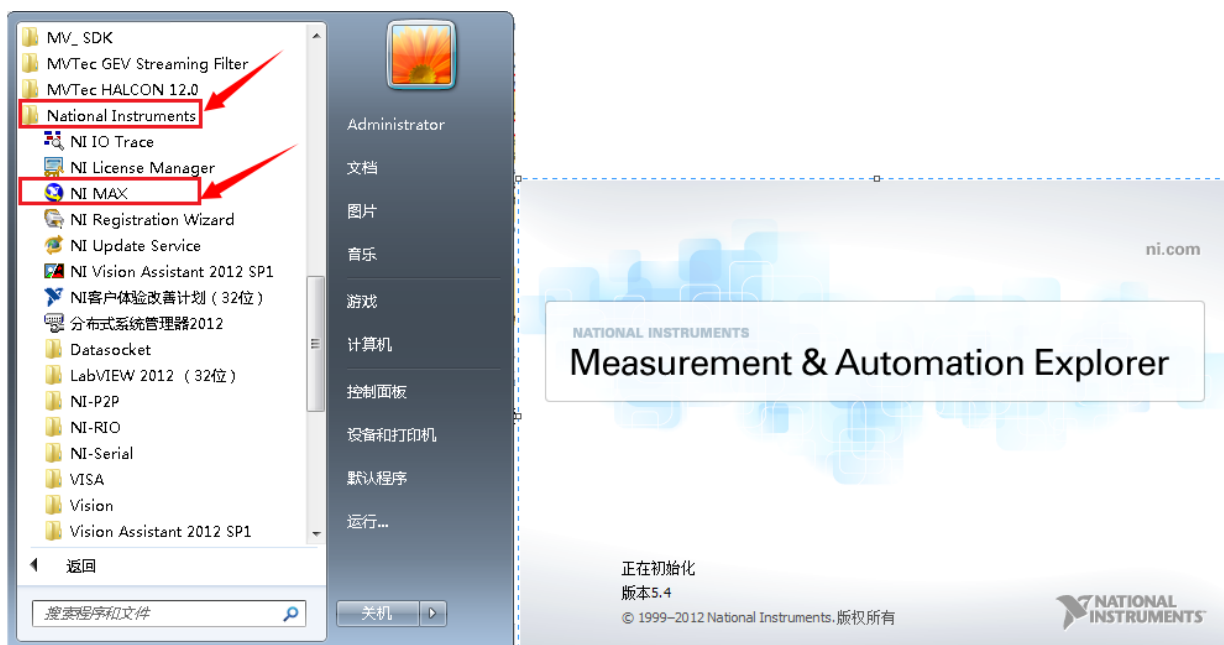 MV_ SDK
MVTec GEV Streaming Filter
MVTec HALCON 12.0
National Instruments
NI IO Trace
NI License Manager
NI MAX
NI Registration Wizard
NI Update Service
NI Vision Assistant 2012 SP1
NI客户体验改善计划（32位）
分布式系统管理器2012
Datasocket
LabVIEW 2012 （32位）
NI-P2P
NI-RIO
NI-Serial
VISA
Vision
Vision Assistant 2012 SP1
返回
搜索程序和文件
Administrator
文档
图片
音乐
游戏
计算机
控制面板
设备和打印机
默认程序
运行...
关机
ni.com
NATIONAL INSTRUMENTS
Measurement & Automation Explorer
正在初始化
版本5.4
© 1999–2012 National Instruments. 版权所有
NATIONAL
INSTRUMENTS